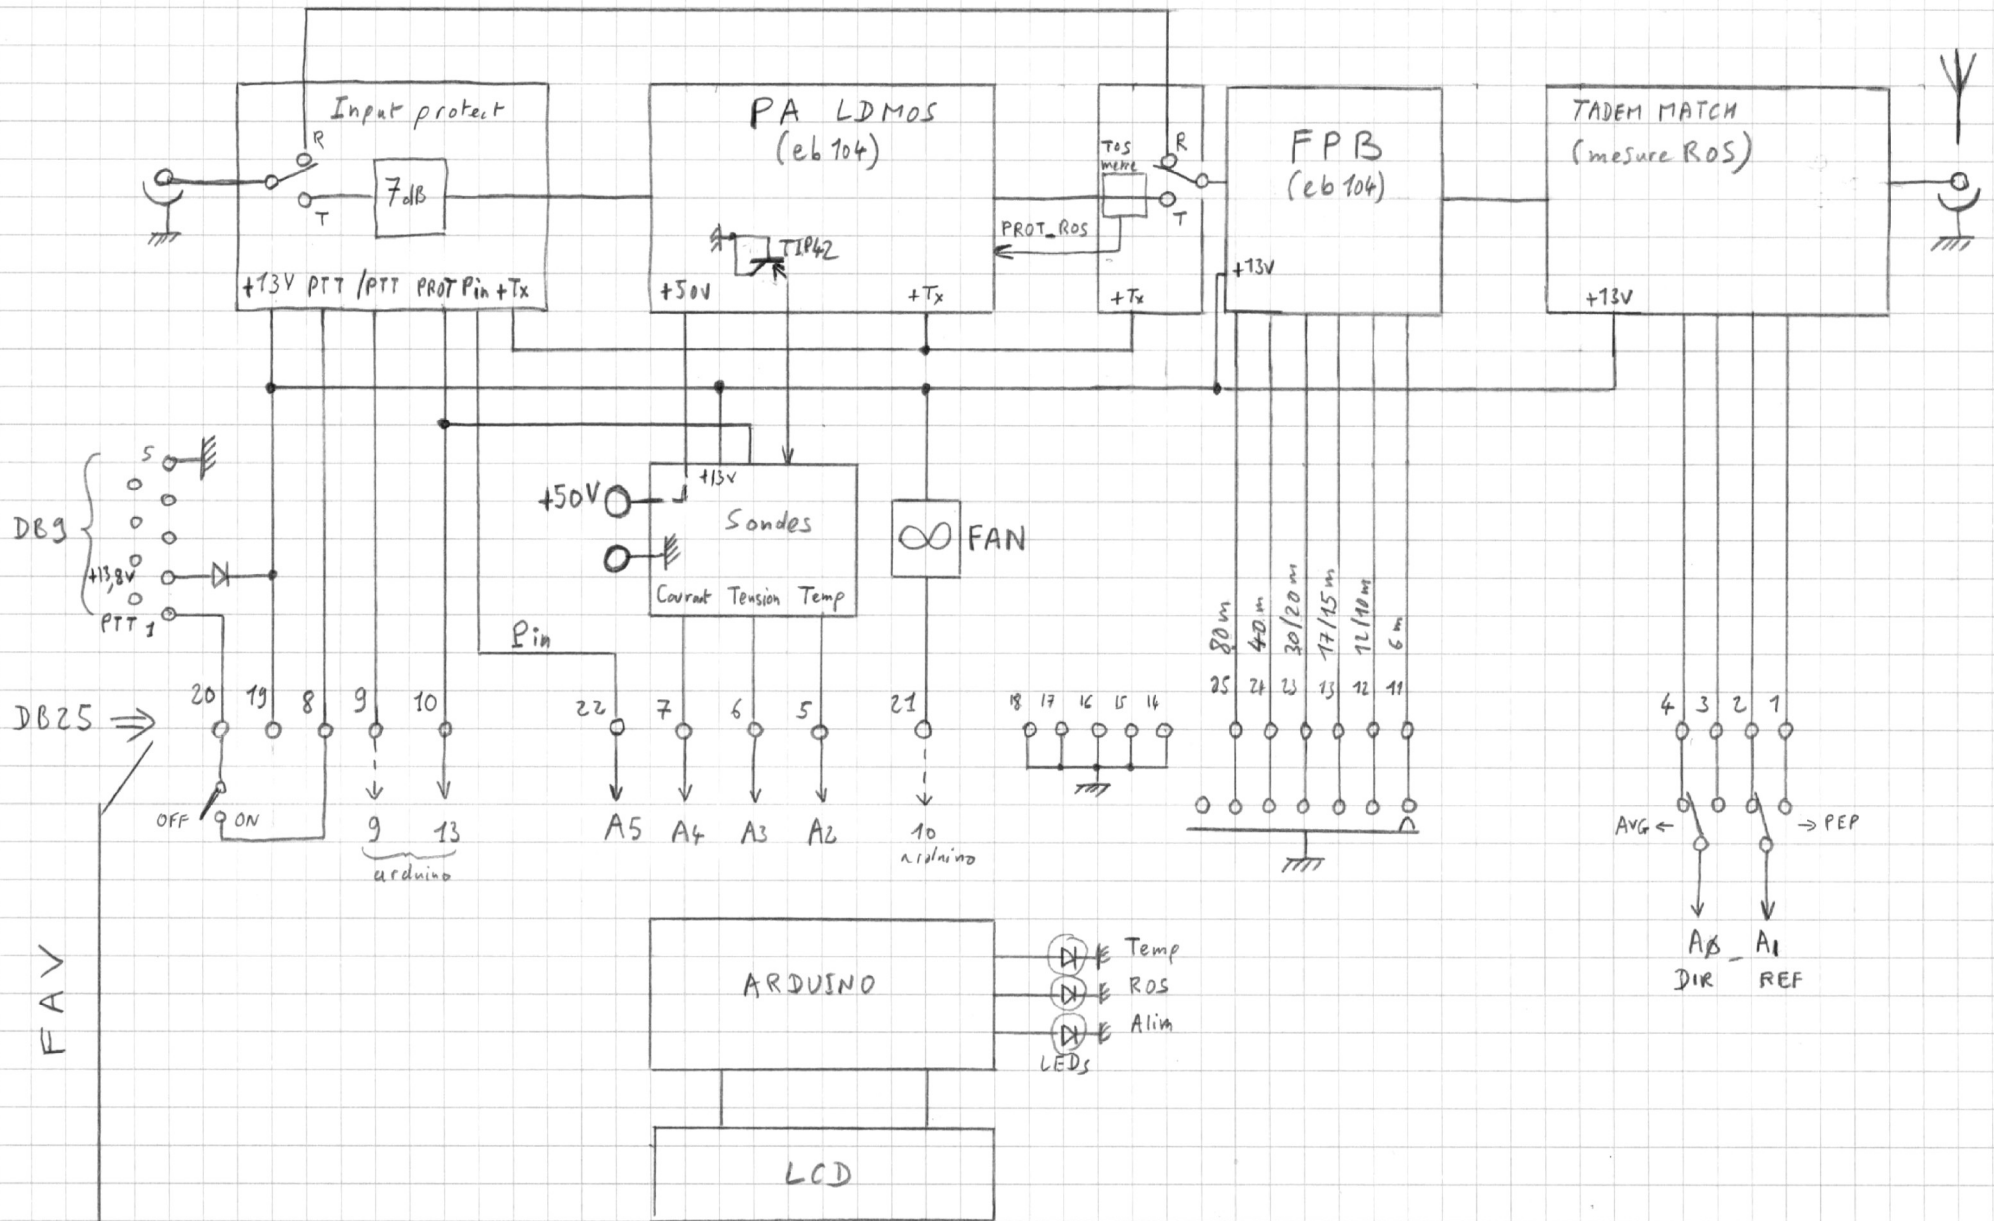 Input protect
R
T
7dB
+13V PTT /PTT PROT Pin +Tx
PA LDMOS
(eb104)
TIP42
+50V
+Tx
TOS
metre
R
T
PROT_ROS
+Tx
FPB
(eb104)
+13V
TADEM MATCH
(mesure ROS)
+13V
DB9
5
+13,8V
PTT 1
+50V
+13V
Sondes
Courant Tension Temp
FAN
Pin
80m
40m
30/20m
17/15m
12/10m
6m
DB25 ⇒
20 19 8 9 10 22 7 6 5 21 18 17 16 15 14 25 24 23 13 12 11 4 3 2 1
OFF ON
9 13
arduino
A5 A4 A3 A2
10
arduino
AVG ←
→ PEP
AØ _ A1
DIR REF
FAV
ARDUINO
Temp
ROS
Alim
LEDs
LCD